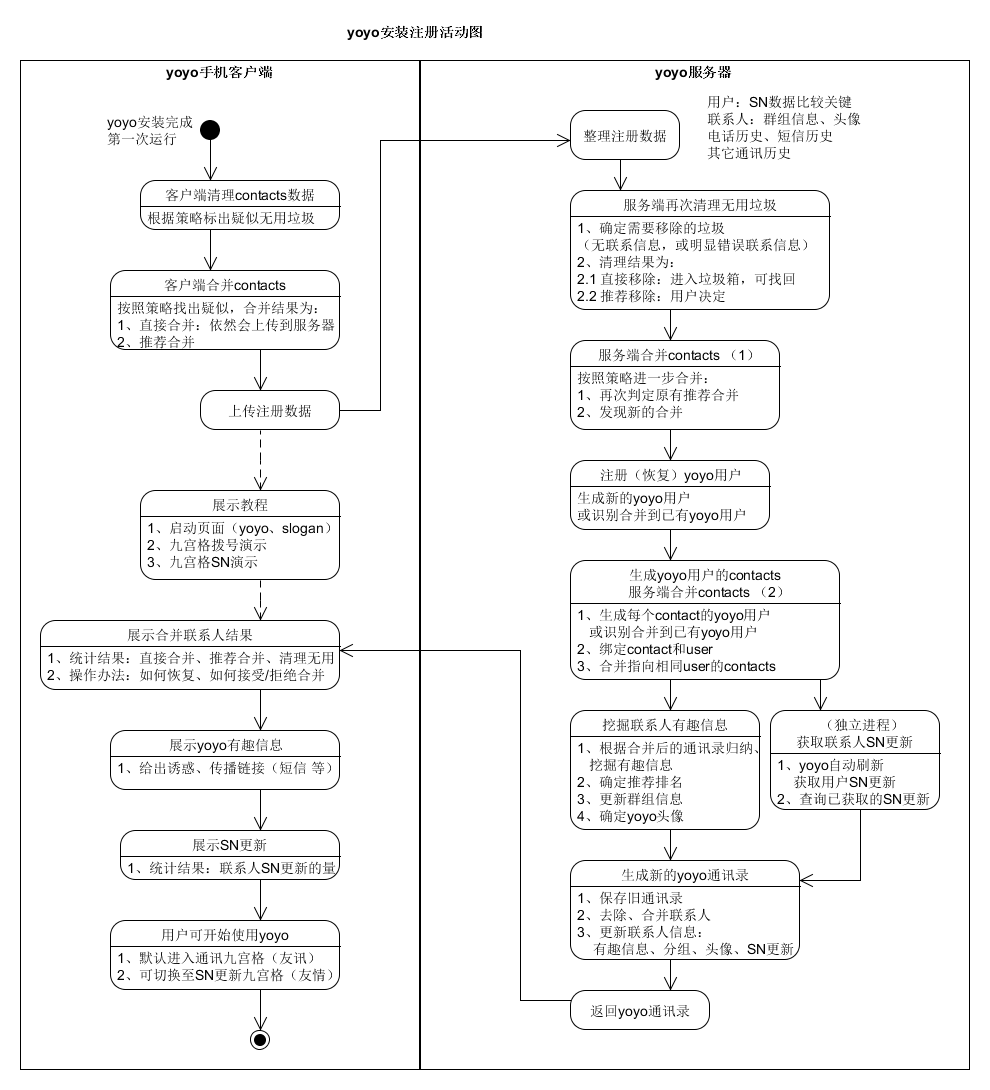 yoyo安装注册活动图
yoyo手机客户端
yoyo安装完成
第一次运行
客户端清理contacts数据
根据策略标出疑似无用垃圾
客户端合并contacts
按照策略找出疑似，合并结果为：
1、直接合并：依然会上传到服务器
2、推荐合并
上传注册数据
展示教程
1、启动页面（yoyo、slogan）
2、九宫格拨号演示
3、九宫格SN演示
展示合并联系人结果
1、统计结果：直接合并、推荐合并、清理无用
2、操作办法：如何恢复、如何接受/拒绝合并
展示yoyo有趣信息
1、给出诱惑、传播链接（短信 等）
展示SN更新
1、统计结果：联系人SN更新的量
用户可开始使用yoyo
1、默认进入通讯九宫格（友讯）
2、可切换至SN更新九宫格（友情）
yoyo服务器
用户：SN数据比较关键
联系人：群组信息、头像
电话历史、短信历史
其它通讯历史
整理注册数据
服务端再次清理无用垃圾
1、确定需要移除的垃圾
（无联系信息，或明显错误联系信息）
2、清理结果为：
2.1 直接移除：进入垃圾箱，可找回
2.2 推荐移除：用户决定
服务端合并contacts （1）
按照策略进一步合并：
1、再次判定原有推荐合并
2、发现新的合并
注册（恢复）yoyo用户
生成新的yoyo用户
或识别合并到已有yoyo用户
生成yoyo用户的contacts
服务端合并contacts （2）
1、生成每个contact的yoyo用户
或识别合并到已有yoyo用户
2、绑定contact和user
3、合并指向相同user的contacts
挖掘联系人有趣信息
1、根据合并后的通讯录归纳、
挖掘有趣信息
2、确定推荐排名
3、更新群组信息
4、确定yoyo头像
（独立进程）
获取联系人SN更新
1、yoyo自动刷新
获取用户SN更新
2、查询已获取的SN更新
生成新的yoyo通讯录
1、保存旧通讯录
2、去除、合并联系人
3、更新联系人信息：
有趣信息、分组、头像、SN更新
返回yoyo通讯录